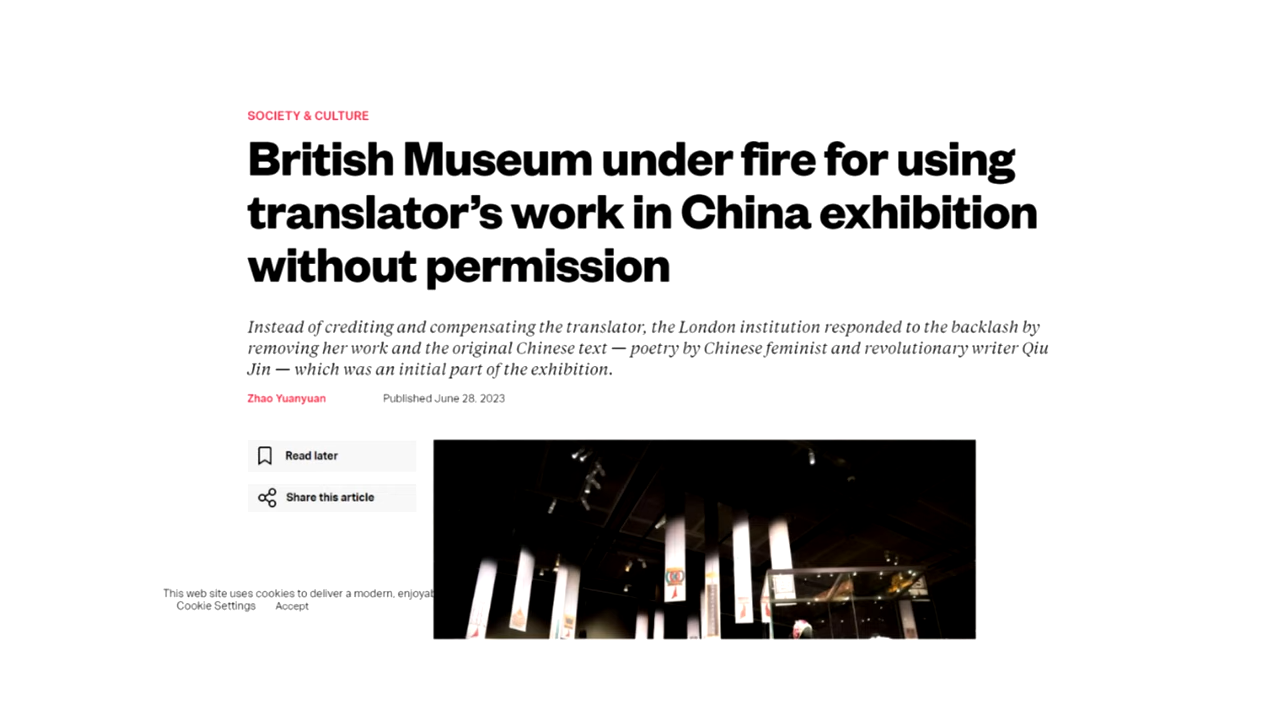 SOCIETY & CULTURE
British Museum under fire for using
translator’s work in China exhibition
without permission
Instead of crediting and compensating the translator, the London institution responded to the backlash by
removing her work and the original Chinese text — poetry by Chinese feminist and revolutionary writer Qiu
Jin — which was an initial part of the exhibition.
Zhao Yuanyuan Published June 28, 2023
Read later
Share this article
This web site uses cookies to deliver a modern, enjoyab
Cookie Settings Accept